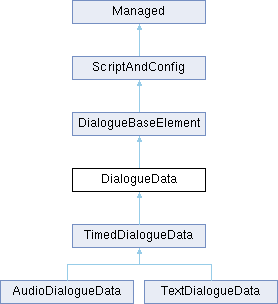 Managed
ScriptAndConfig
DialogueBaseElement
DialogueData
TimedDialogueData
AudioDialogueData TextDialogueData